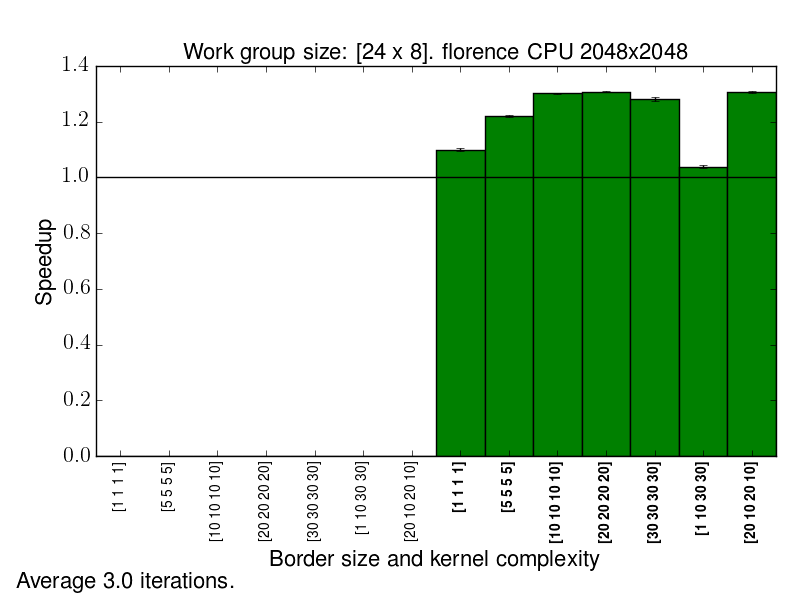 Work group size: [24 x 8]. florence CPU 2048x2048
1.4
1.2
1.0
0.8
0.6
0.4
0.2
0.0
Speedup
[1 1 1 1]
[5 5 5 5]
[10 10 10 10]
[20 20 20 20]
[30 30 30 30]
[1 10 30 30]
[20 10 20 10]
[1 1 1 1]
[5 5 5 5]
[10 10 10 10]
[20 20 20 20]
[30 30 30 30]
[1 10 30 30]
[20 10 20 10]
Border size and kernel complexity
Average 3.0 iterations.